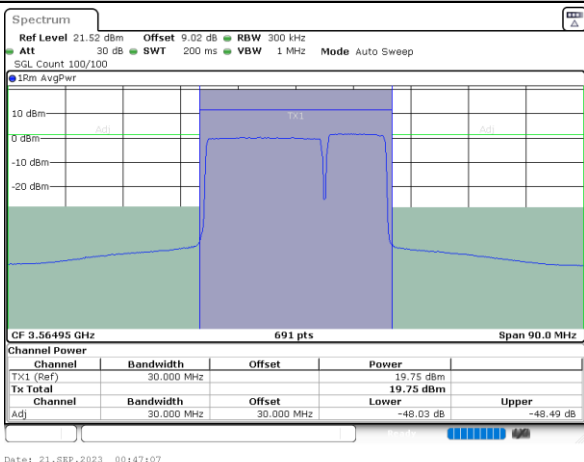 Spectrum
Ref Level 21.52 dBm Offset 9.02 dB RBW 300 kHz
Att 30 dB SWT 200 ms VBW 1 MHz Mode Auto Sweep
SGL Count 100/100
1Rm AvgPwr
10 dBm
TX1
Adj Adj
0 dBm
-10 dBm
-20 dBm
CF 3.56495 GHz 691 pts Span 90.0 MHz
Channel Power
Channel Bandwidth Offset Power
TX1 (Ref) 30.000 MHz 19.75 dBm
Tx Total 19.75 dBm
Channel Bandwidth Offset Lower Upper
Adj 30.000 MHz 30.000 MHz -48.03 dB -48.49 dB
Date: 21.SEP.2023 00:47:07